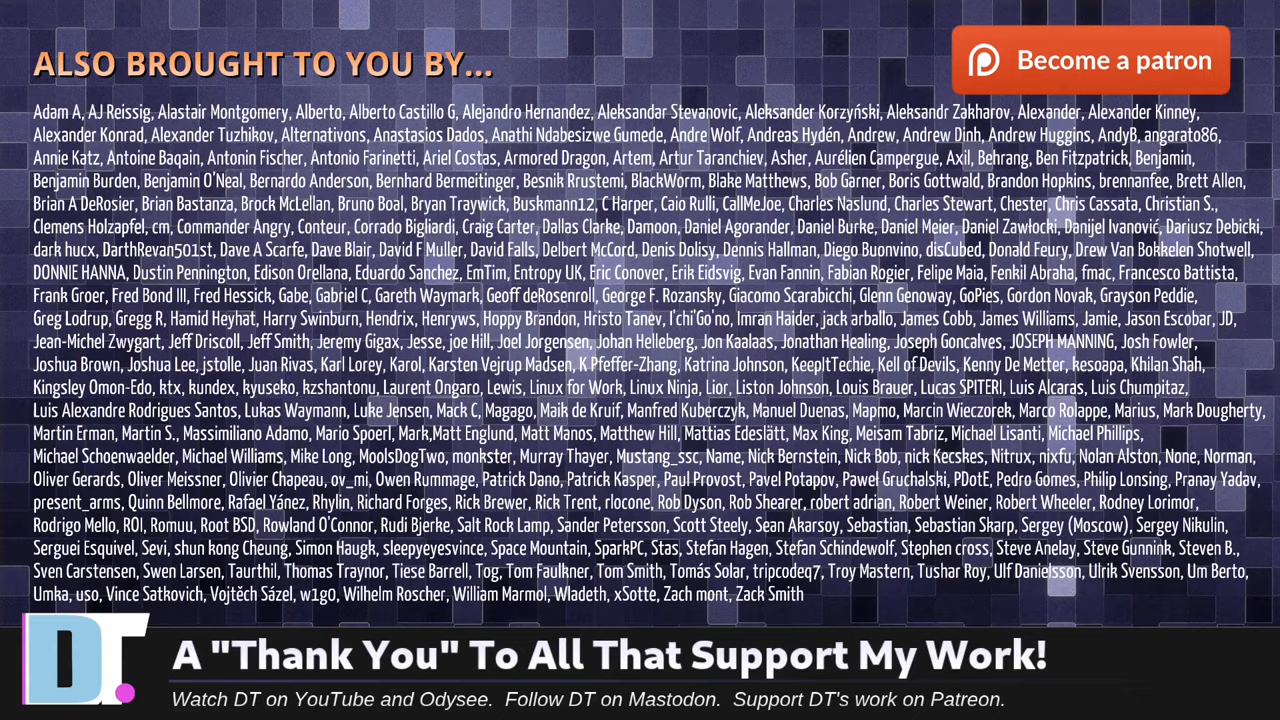 ALSO BROUGHT TO YOU BY...
Become a patron
Adam A, AJ Reissig, Alastair Montgomery, Alberto, Alberto Castillo G, Alejandro Hernandez, Aleksandar Stevanovic, Aleksander Korzyński, Aleksandr Zakharov, Alexander, Alexander Kinney,
Alexander Konrad, Alexander Tuzhikov, Alternativons, Anastasios Dados, Anathi Ndabesizwe Gumede, Andre Wolf, Andreas Hydén, Andrew, Andrew Dinh, Andrew Huggins, AndyB, angarato86,
Annie Katz, Antoine Baqain, Antonin Fischer, Antonio Farinetti, Ariel Costas, Armored Dragon, Artem, Artur Taranchiev, Asher, Aurélien Campergue, Axil, Behrang, Ben Fitzpatrick, Benjamin,
Benjamin Burden, Benjamin O'Neal, Bernardo Anderson, Bernhard Bermeitinger, Besnik Rrustemi, BlackWorm, Blake Matthews, Bob Garner, Boris Gottwald, Brandon Hopkins, brennanfee, Brett Allen,
Brian A DeRosier, Brian Bastanza, Brock McLellan, Bruno Boal, Bryan Traywick, Buskmann12, C Harper, Caio Rulli, CallMeJoe, Charles Naslund, Charles Stewart, Chester, Chris Cassata, Christian S.,
Clemens Holzapfel, cm, Commander Angry, Conteur, Corrado Bigliardi, Craig Carter, Dallas Clarke, Damoon, Daniel Agorander, Daniel Burke, Daniel Meier, Daniel Zawłocki, Danijel Ivanović, Dariusz Debicki,
dark hucx, DarthRevan501st, Dave A Scarfe, Dave Blair, David F Muller, David Falls, Delbert McCord, Denis Dolisy, Dennis Hallman, Diego Buonvino, disCubed, Donald Feury, Drew Van Bokkelen Shotwell,
DONNIE HANNA, Dustin Pennington, Edison Orellana, Eduardo Sanchez, EmTim, Entropy UK, Eric Conover, Erik Eidsvig, Evan Fannin, Fabian Rogier, Felipe Maia, Fenkil Abraha, fmac, Francesco Battista,
Frank Groer, Fred Bond III, Fred Hessick, Gabe, Gabriel C, Gareth Waymark, Geoff deRosenroll, George F. Rozansky, Giacomo Scarabicchi, Glenn Genoway, GoPies, Gordon Novak, Grayson Peddie,
Greg Lodrup, Gregg R, Hamid Heyhat, Harry Swinburn, Hendrix, Henryws, Hoppy Brandon, Hristo Tanev, I'chi'Go'no, Imran Haider, jack arballo, James Cobb, James Williams, Jamie, Jason Escobar, JD,
Jean-Michel Zwygart, Jeff Driscoll, Jeff Smith, Jeremy Gigax, Jesse, joe Hill, Joel Jorgensen, Johan Helleberg, Jon Kaalaas, Jonathan Healing, Joseph Goncalves, JOSEPH MANNING, Josh Fowler,
Joshua Brown, Joshua Lee, jstolle, Juan Rivas, Karl Lorey, Karol, Karsten Vejrup Madsen, K Pfeffer-Zhang, Katrina Johnson, KeepItTechie, Kell of Devils, Kenny De Metter, kesoapa, Khilan Shah,
Kingsley Omon-Edo, ktx, kundex, kyuseko, kzshantonu, Laurent Ongaro, Lewis, Linux for Work, Linux Ninja, Lior, Liston Johnson, Louis Brauer, Lucas SPITERI, Luis Alcaras, Luis Chumpitaz,
Luis Alexandre Rodrigues Santos, Lukas Waymann, Luke Jensen, Mack C, Magago, Maik de Kruif, Manfred Kuberczyk, Manuel Duenas, Mapmo, Marcin Wieczorek, Marco Rolappe, Marius, Mark Dougherty,
Martin Erman, Martin S., Massimiliano Adamo, Mario Spoerl, Mark,Matt Englund, Matt Manos, Matthew Hill, Mattias Edeslätt, Max King, Meisam Tabriz, Michael Lisanti, Michael Phillips,
Michael Schoenwaelder, Michael Williams, Mike Long, MoolsDogTwo, monkster, Murray Thayer, Mustang_ssc, Name, Nick Bernstein, Nick Bob, nick Kecskes, Nitrux, nixfu, Nolan Alston, None, Norman,
Oliver Gerards, Oliver Meissner, Olivier Chapeau, ov_mi, Owen Rummage, Patrick Dano, Patrick Kasper, Paul Provost, Pavel Potapov, Paweł Gruchalski, PDotE, Pedro Gomes, Philip Lonsing, Pranay Yadav,
present_arms, Quinn Bellmore, Rafael Yánez, Rhylin, Richard Forges, Rick Brewer, Rick Trent, rlocone, Rob Dyson, Rob Shearer, robert adrian, Robert Weiner, Robert Wheeler, Rodney Lorimor,
Rodrigo Mello, ROI, Romuu, Root BSD, Rowland O'Connor, Rudi Bjerke, Salt Rock Lamp, Sander Petersson, Scott Steely, Sean Akarsoy, Sebastian, Sebastian Skarp, Sergey (Moscow), Sergey Nikulin,
Serguei Esquivel, Sevi, shun kong Cheung, Simon Haugk, sleepyeyesvince, Space Mountain, SparkPC, Stas, Stefan Hagen, Stefan Schindewolf, Stephen cross, Steve Anelay, Steve Gunnink, Steven B.,
Sven Carstensen, Swen Larsen, Taurthil, Thomas Traynor, Tiese Barrell, Tog, Tom Faulkner, Tom Smith, Tomás Solar, tripcodeq7, Troy Mastern, Tushar Roy, Ulf Danielsson, Ulrik Svensson, Um Berto,
Umka, uso, Vince Satkovich, Vojtěch Sázel, w1g0, Wilhelm Roscher, William Marmol, Wladeth, xSotte, Zach mont, Zack Smith
DT
A "Thank You" To All That Support My Work!
Watch DT on YouTube and Odysee. Follow DT on Mastodon. Support DT's work on Patreon.